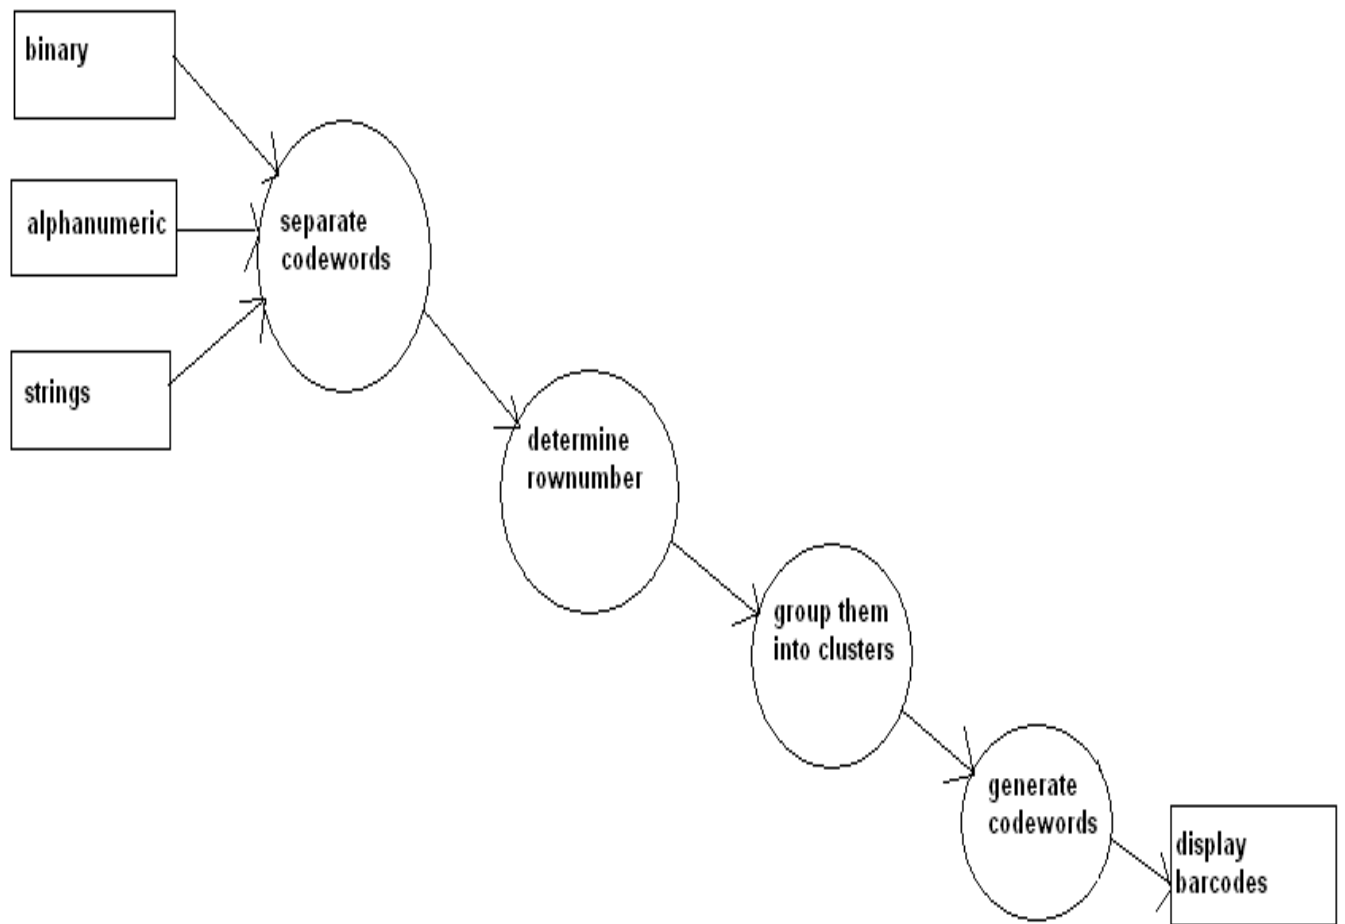 binary
alphanumeric
strings
separate
codewords
determine
rownumber
group them
into clusters
generate
codewords
display
barcodes